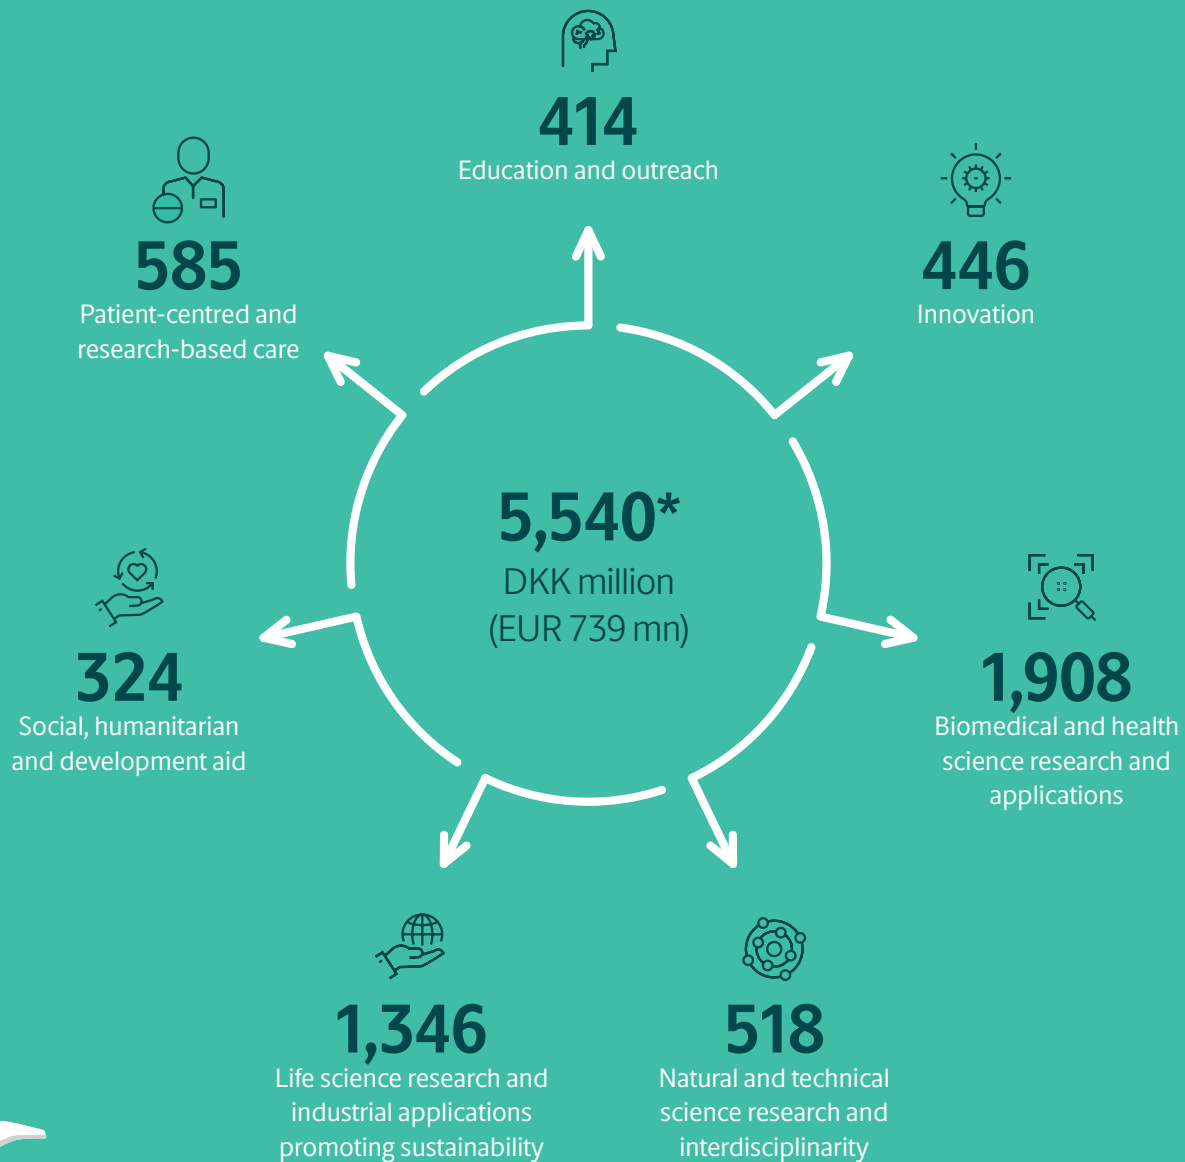 414
Education and outreach
585
Patient-centred and
research-based care
446
Innovation
5,540*
DKK million
(EUR 739 mn)
324
Social, humanitarian
and development aid
1,908
Biomedical and health
science research and
applications
1,346
Life science research and
industrial applications
promoting sustainability
518
Natural and technical
science research and
interdisciplinarity